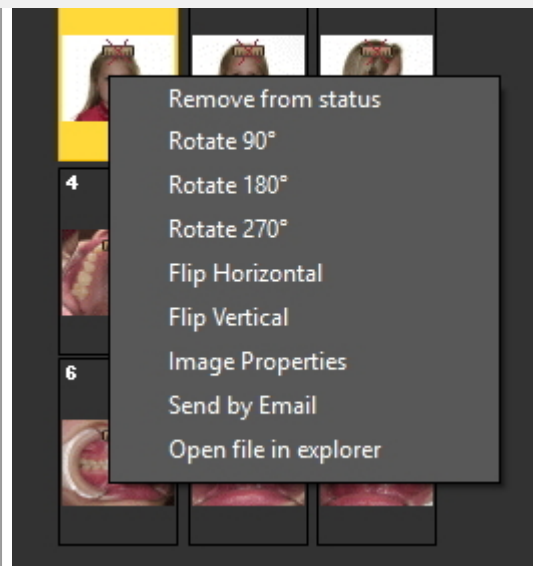 Remove from status
Rotate 90°
Rotate 180°
Rotate 270°
4
Flip Horizontal
Flip Vertical
Image Properties
6
Send by Email
Open file in explorer